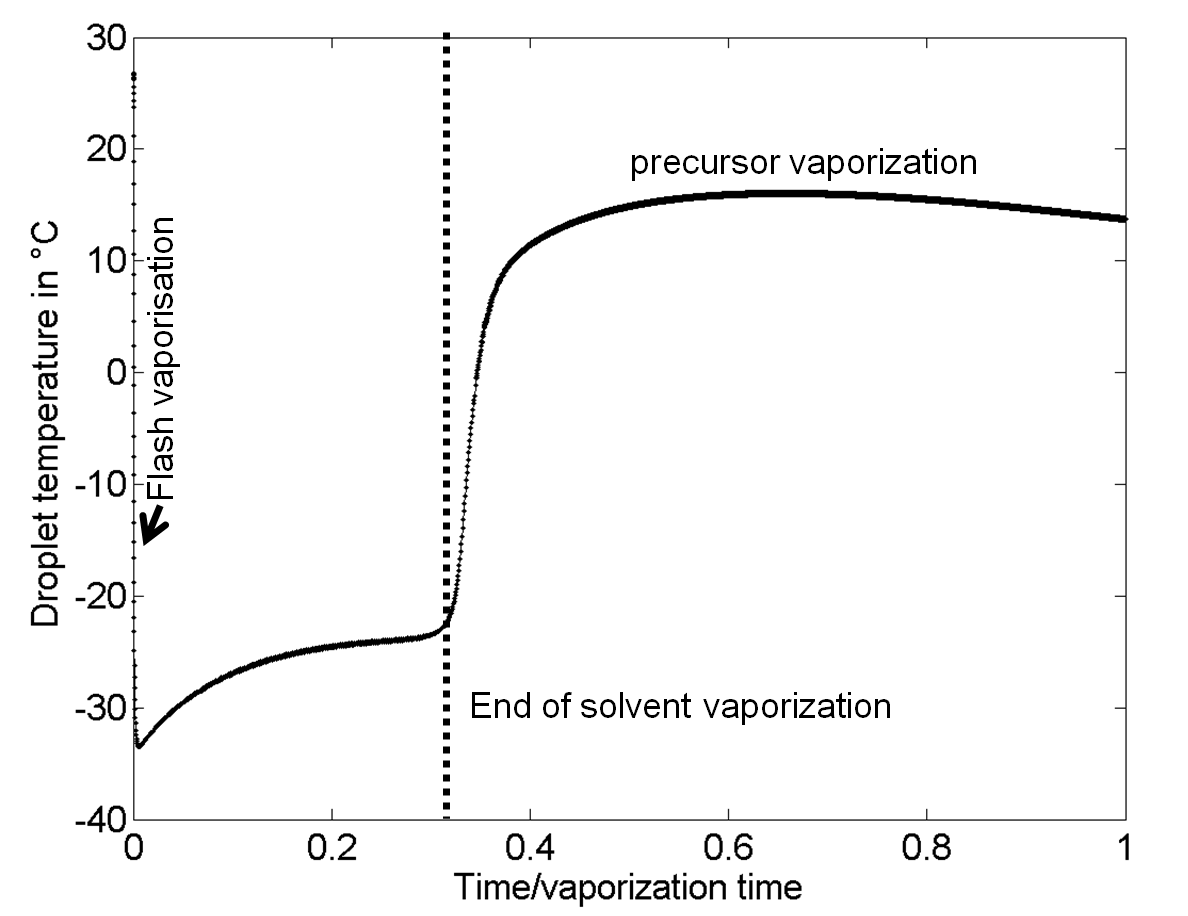 30
20
10
0
-10
-20
-30
-40
Droplet temperature in °C
Flash vaporisation
precursor vaporization
End of solvent vaporization
0 0.2 0.4 0.6 0.8 1
Time/vaporization time